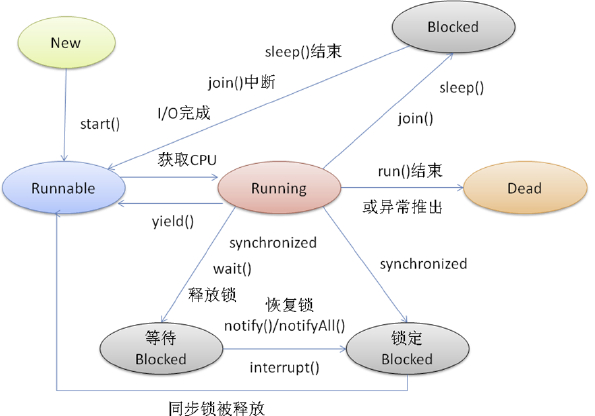 New
Blocked
sleep()结束
join()中断
I/O完成
sleep()
join()
start()
获取CPU
Runnable
Running
run()结束
或异常推出
Dead
yield()
synchronized
wait()
释放锁
synchronized
恢复锁
notify()/notifyAll()
等待
Blocked
interrupt()
锁定
Blocked
同步锁被释放